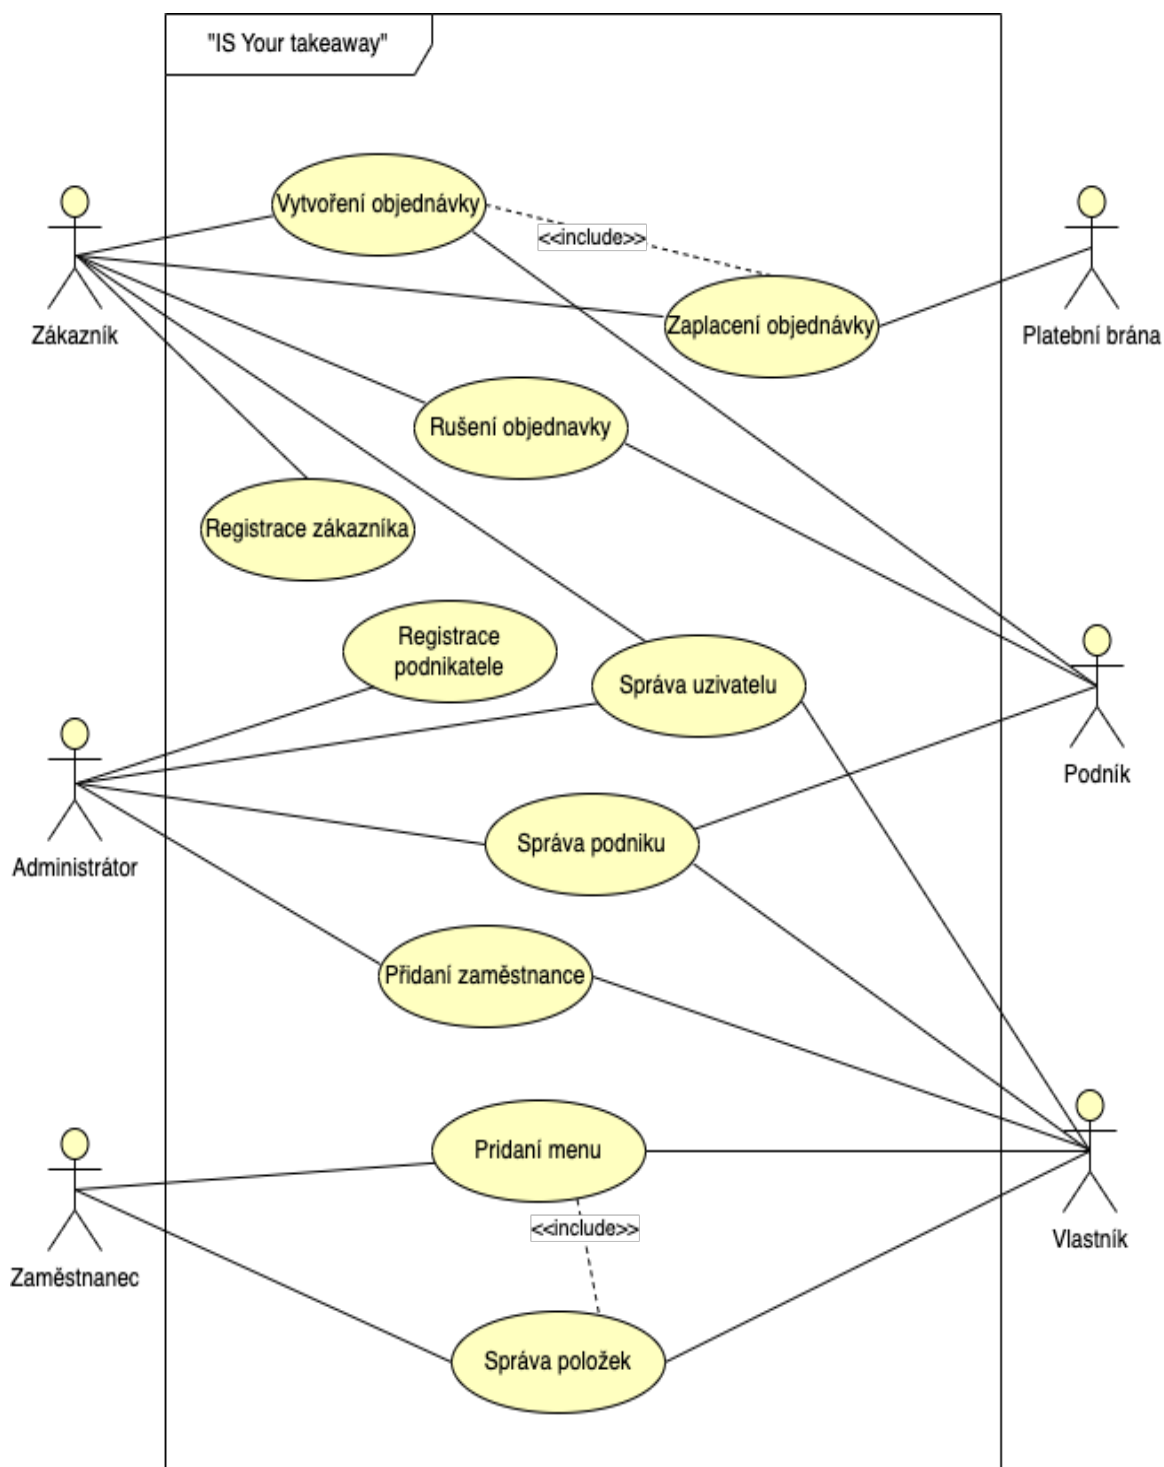 "IS Your takeaway"
Vytvoření objednávky
<<include>>
Zákazník
Zaplacení objednávky
Platební brána
Rušení objednavky
Registrace zákazníka
Registrace
podnikatele
Správa uzivatelu
Podník
Administrátor
Správa podniku
Přidaní zaměstnance
Pridaní menu
<<include>>
Vlastník
Zaměstnanec
Správa položek